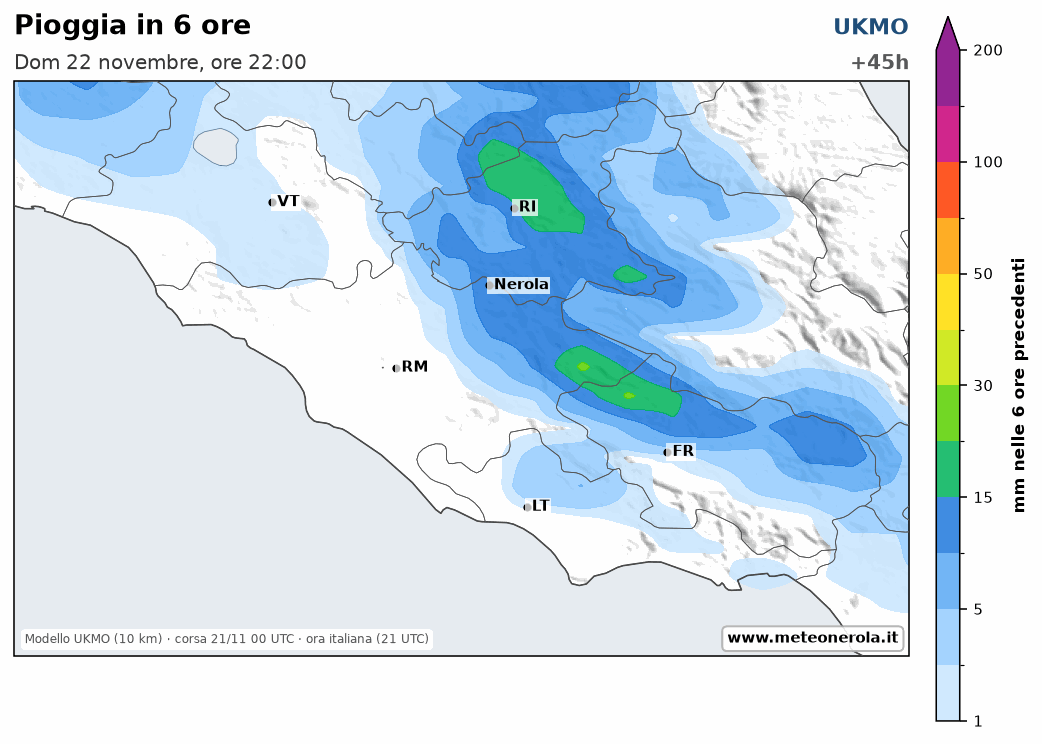 Pioggia in 6 ore
UKMO
Dom 22 novembre, ore 22:00
+45h
VT
RI
Nerola
RM
FR
LT
200
100
50
30
15
5
1
mm nelle 6 ore precedenti
Modello UKMO (10 km) · corsa 21/11 00 UTC · ora italiana (21 UTC)
www.meteonerola.it